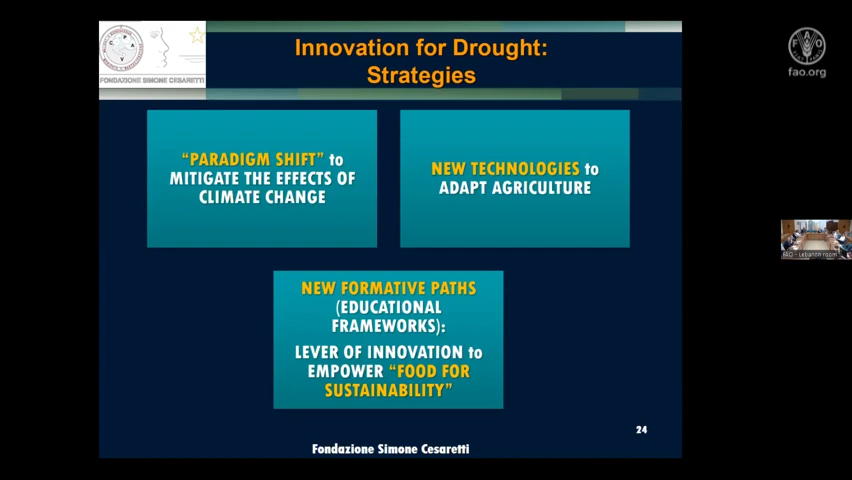 Innovation for Drought:
Strategies
FONDAZIONE SIMONE CESARETTI
FAO
fao.org
“PARADIGM SHIFT” to
MITIGATE THE EFFECTS OF
CLIMATE CHANGE
NEW TECHNOLOGIES to
ADAPT AGRICULTURE
FAO - Lebanon room
NEW FORMATIVE PATHS
(EDUCATIONAL
FRAMEWORKS):
LEVER OF INNOVATION to
EMPOWER “FOOD FOR
SUSTAINABILITY”
24
Fondazione Simone Cesaretti